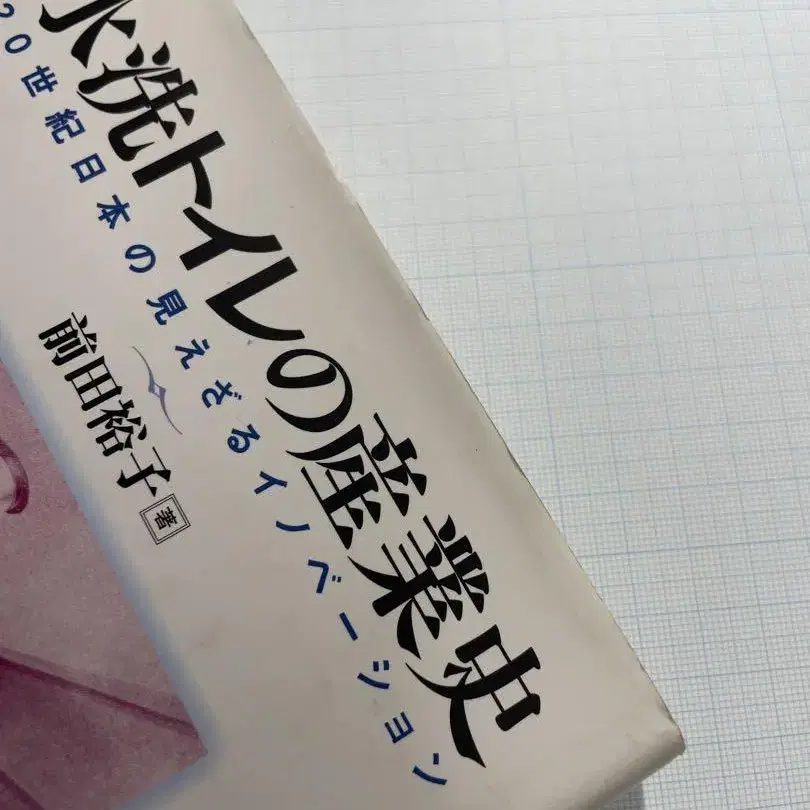 水洗トイレの産業史
20世紀日本の見えざるイノベーション
前田裕子 著